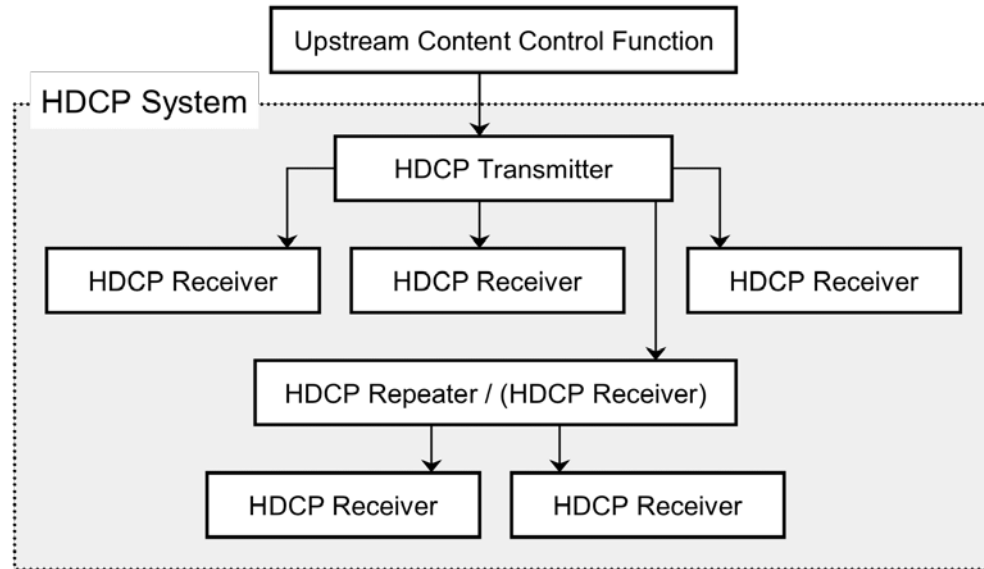 Upstream Content Control Function
HDCP System
HDCP Transmitter
HDCP Receiver
HDCP Receiver
HDCP Receiver
HDCP Repeater / (HDCP Receiver)
HDCP Receiver
HDCP Receiver